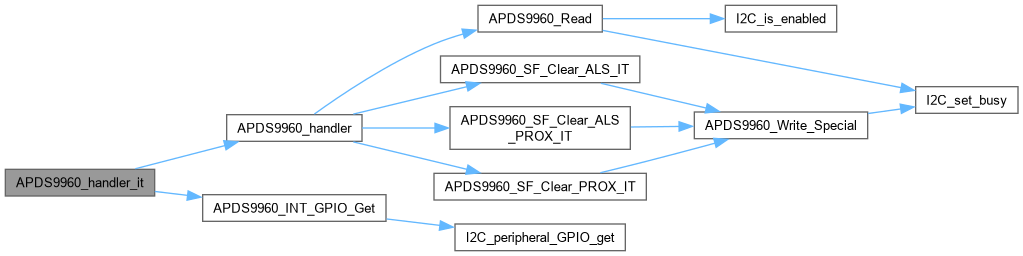 APDS9960_handler_it
APDS9960_handler
APDS9960_Read
I2C_is_enabled
I2C_set_busy
APDS9960_SF_Clear_ALS_IT
APDS9960_Write_Special
APDS9960_SF_Clear_ALS
_PROX_IT
APDS9960_SF_Clear_PROX_IT
APDS9960_INT_GPIO_Get
I2C_peripheral_GPIO_get